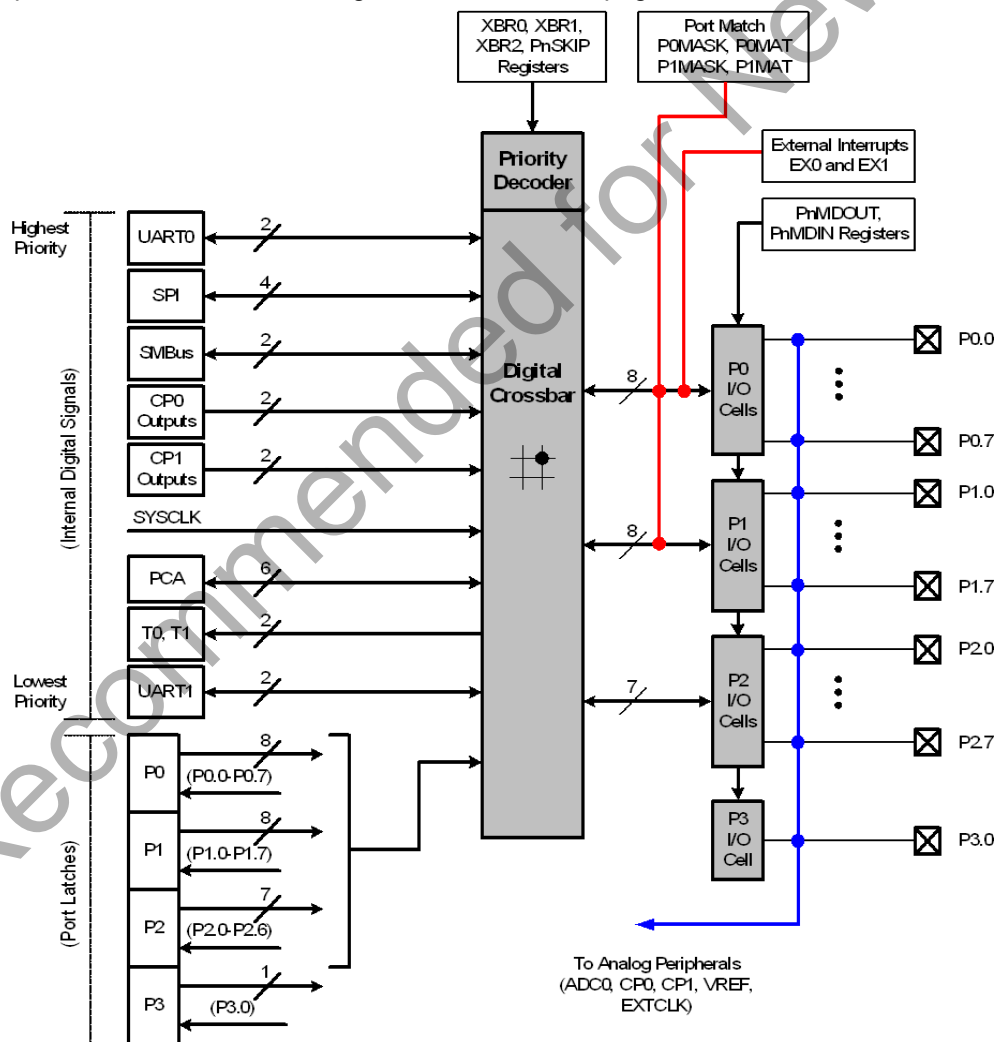 XBR0, XBR1,
XBR2, PnSKIP
Registers
Port Match
P0MASK, P0MAT
P1MASK, P1MAT
External Interrupts
EX0 and EX1
PnMDOUT,
PnMDIN Registers
Priority
Decoder
Digital
Crossbar
Highest
Priority
(Internal Digital Signals)
Lowest
Priority
(Port Latches)
UART0
2
SPI
4
SMBus
2
CP0
Outputs
2
CP1
Outputs
2
SYSCLK
PCA
6
T0, T1
2
UART1
2
P0
8
(P0.0-P0.7)
P1
8
(P1.0-P1.7)
P2
7
(P2.0-P2.6)
P3
1
(P3.0)
8
P0
I/O
Cells
P0.0
P0.7
8
P1
I/O
Cells
P1.0
P1.7
7
P2
I/O
Cells
P2.0
P2.7
P3
I/O
Cell
P3.0
To Analog Peripherals
(ADC0, CP0, CP1, VREF,
EXTCLK)
Recommended for New